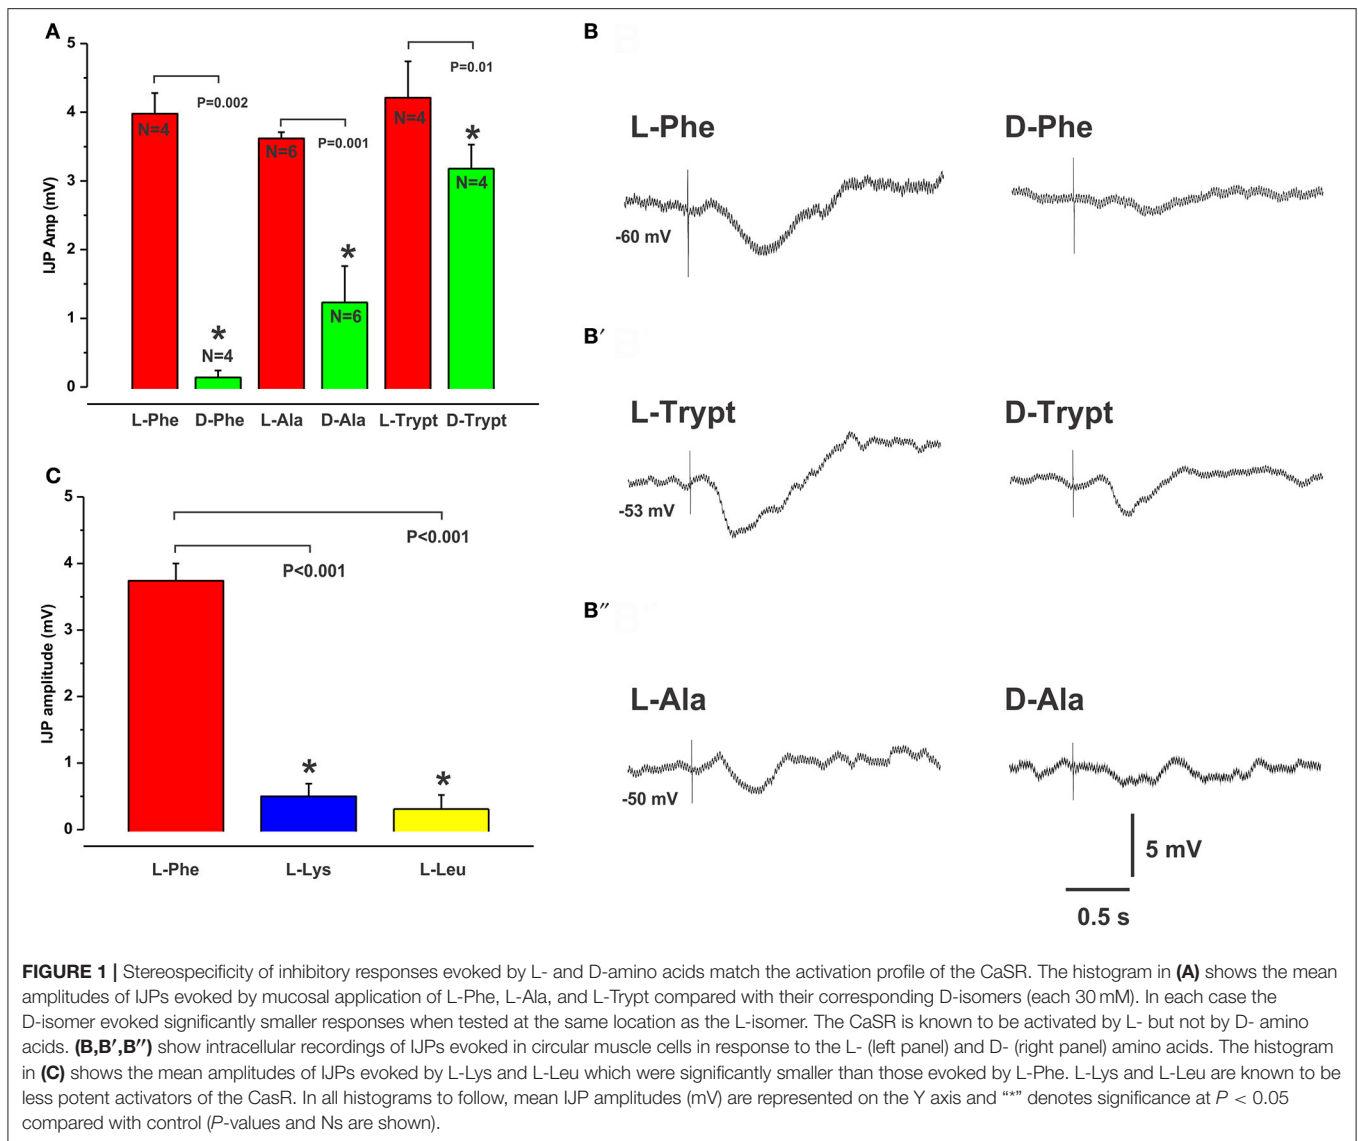 A
5
4
3
2
1
0
IJP Amp (mV)
P=0.002
P=0.001
P=0.01
N=4
N=4
N=6
N=6
N=4
N=4
*
*
*
L-Phe
D-Phe
L-Ala
D-Ala
L-Trypt
D-Trypt
B
L-Phe
D-Phe
-60 mV
B′
L-Trypt
D-Trypt
-53 mV
B″
L-Ala
D-Ala
-50 mV
5 mV
0.5 s
C
5
4
3
2
1
0
IJP amplitude (mV)
P<0.001
P<0.001
*
*
L-Phe
L-Lys
L-Leu
FIGURE 1 | Stereospecificity of inhibitory responses evoked by L- and D-amino acids match the activation profile of the CaSR. The histogram in (A) shows the mean
amplitudes of IJPs evoked by mucosal application of L-Phe, L-Ala, and L-Trypt compared with their corresponding D-isomers (each 30 mM). In each case the
D-isomer evoked significantly smaller responses when tested at the same location as the L-isomer. The CaSR is known to be activated by L- but not by D- amino
acids. (B,B′,B″) show intracellular recordings of IJPs evoked in circular muscle cells in response to the L- (left panel) and D- (right panel) amino acids. The histogram
in (C) shows the mean amplitudes of IJPs evoked by L-Lys and L-Leu which were significantly smaller than those evoked by L-Phe. L-Lys and L-Leu are known to be
less potent activators of the CasR. In all histograms to follow, mean IJP amplitudes (mV) are represented on the Y axis and “*” denotes significance at P < 0.05
compared with control (P-values and Ns are shown).